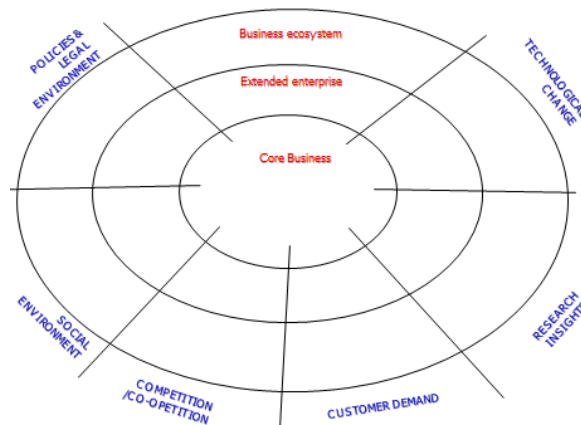 Business ecosystem
Extended enterprise
Core Business
POLICIES &
LEGAL
ENVIRONMENT
TECHNOLOGICAL
CHANGE
SOCIAL
ENVIRONMENT
COMPETITION
/CO-OPETITION
CUSTOMER DEMAND
RESEARCH
INSIGHT